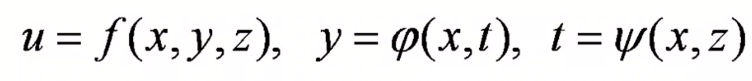 u = f(x, y, z), y = φ(x, t), t = ψ(x, z)